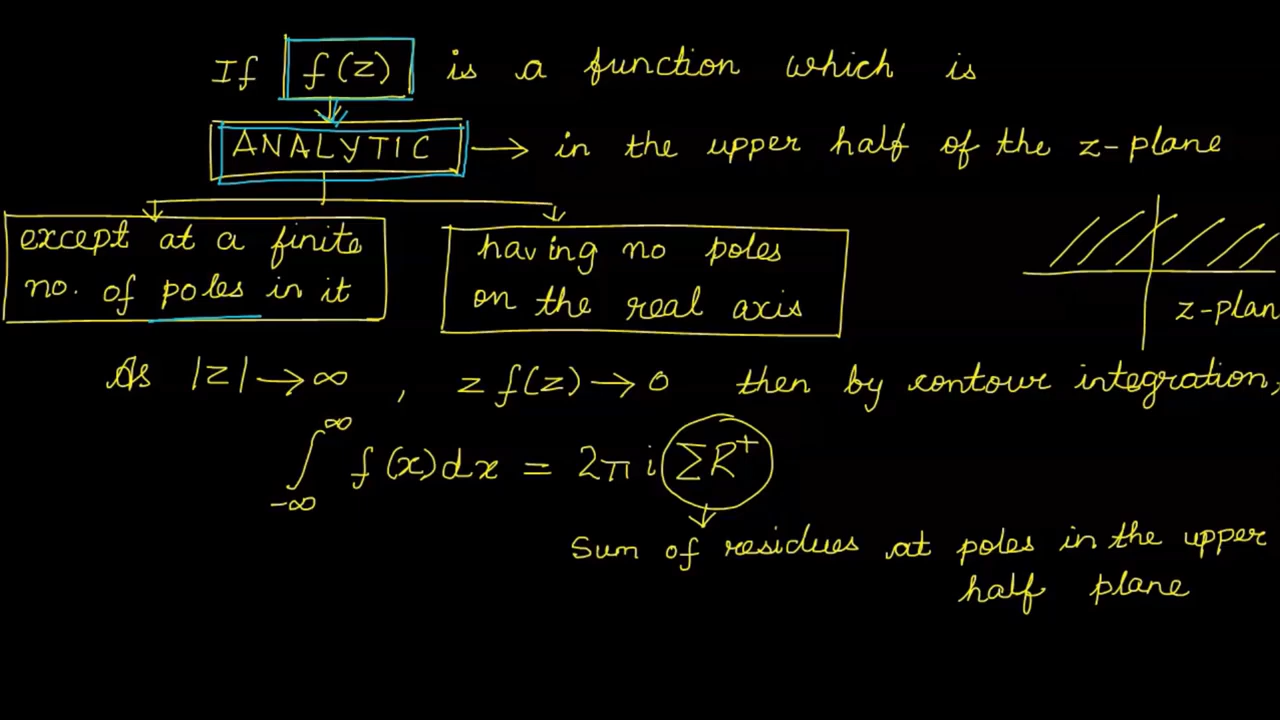 If f(z) is a function which is
ANALYTIC → in the upper half of the z-plane
except at a finite
no. of poles in it
having no poles
on the real axis
z-plan
As |z| → ∞ , z f(z) → 0 then by contour integration,
∫_{-∞}^{∞} f(x) dx = 2πi ΣR⁺
Sum of residues at poles in the upper
half plane